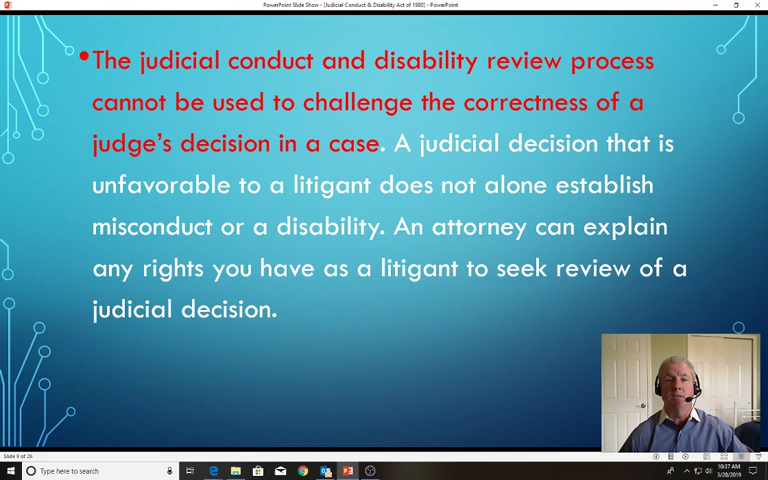 PowerPoint Slide Show - [Judicial Conduct & Disability Act of 1980] - PowerPoint
•The judicial conduct and disability review process
cannot be used to challenge the correctness of a
judge's decision in a case. A judicial decision that is
unfavorable to a litigant does not alone establish
misconduct or a disability. An attorney can explain
any rights you have as a litigant to seek review of a
judicial decision.
Slide 9 of 26
Type here to search
10:37 AM
3/28/2019